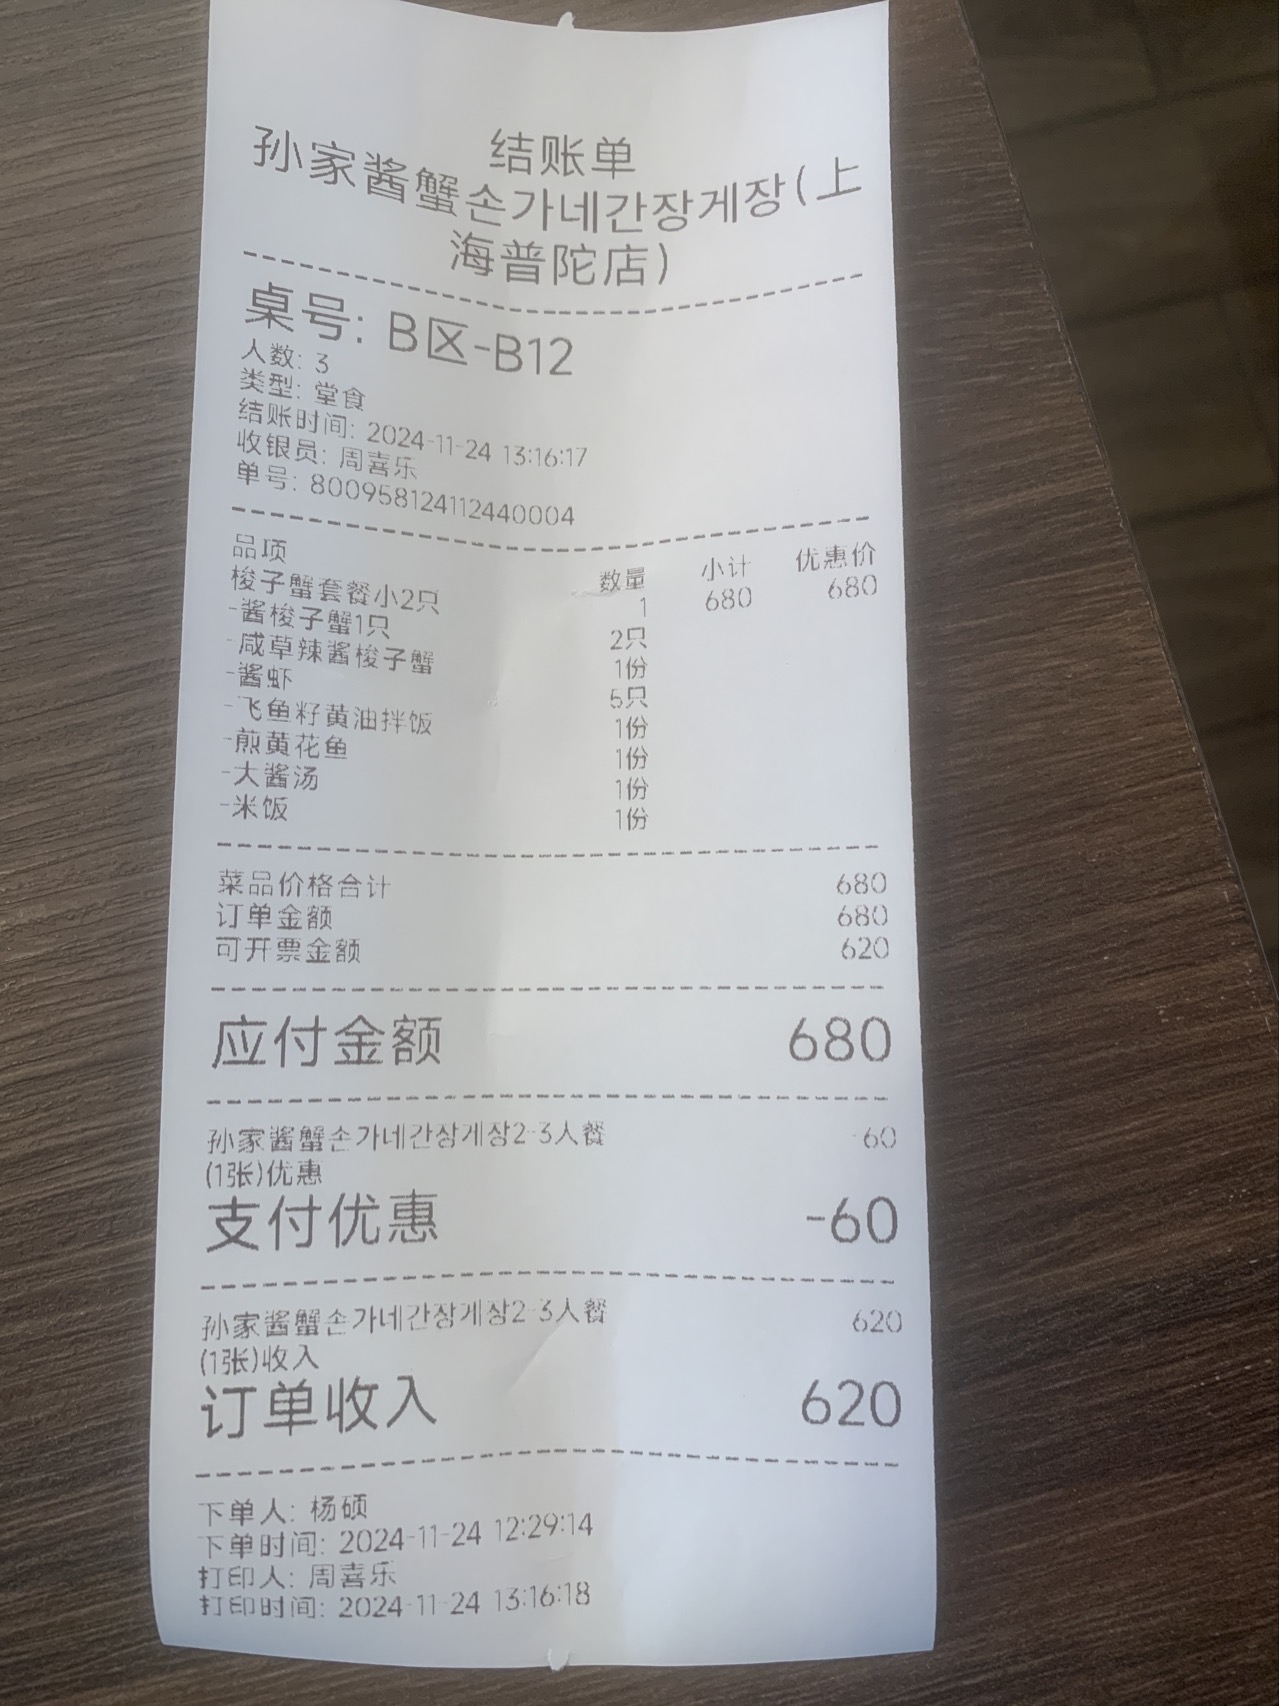 结账单
孙家酱蟹손가네간장게장(上
海普陀店)
桌号: B区-B12
人数: 3
类型: 堂食
结账时间: 2024-11-24 13:16:17
收银员: 周喜乐
单号: 800958124112440004
品项 数量 小计 优惠价
梭子蟹套餐小2只 1 680 680
-酱梭子蟹1只 2只
-咸草辣酱梭子蟹 1份
-酱虾 5只
-飞鱼籽黄油拌饭 1份
-煎黄花鱼 1份
-大酱汤 1份
-米饭 1份
菜品价格合计 680
订单金额 680
可开票金额 620
应付金额 680
孙家酱蟹손가네간장게장2-3人餐 -60
(1张)优惠
支付优惠 -60
孙家酱蟹손가네간장게장2-3人餐 620
(1张)收入
订单收入 620
下单人: 杨硕
下单时间: 2024-11-24 12:29:14
打印人: 周喜乐
打印时间: 2024-11-24 13:16:18